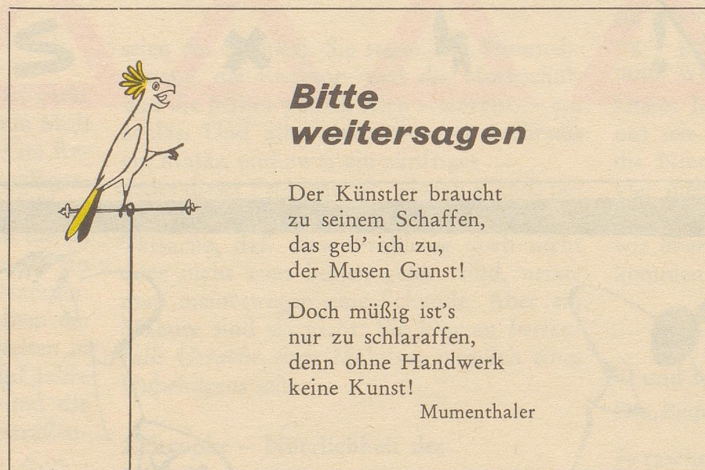 Bitte
weitersagen
Der Künstler braucht
zu seinem Schaffen,
das geb’ ich zu,
der Musen Gunst!
Doch müßig ist’s
nur zu schlaraffen,
denn ohne Handwerk
keine Kunst!
Mumenthaler